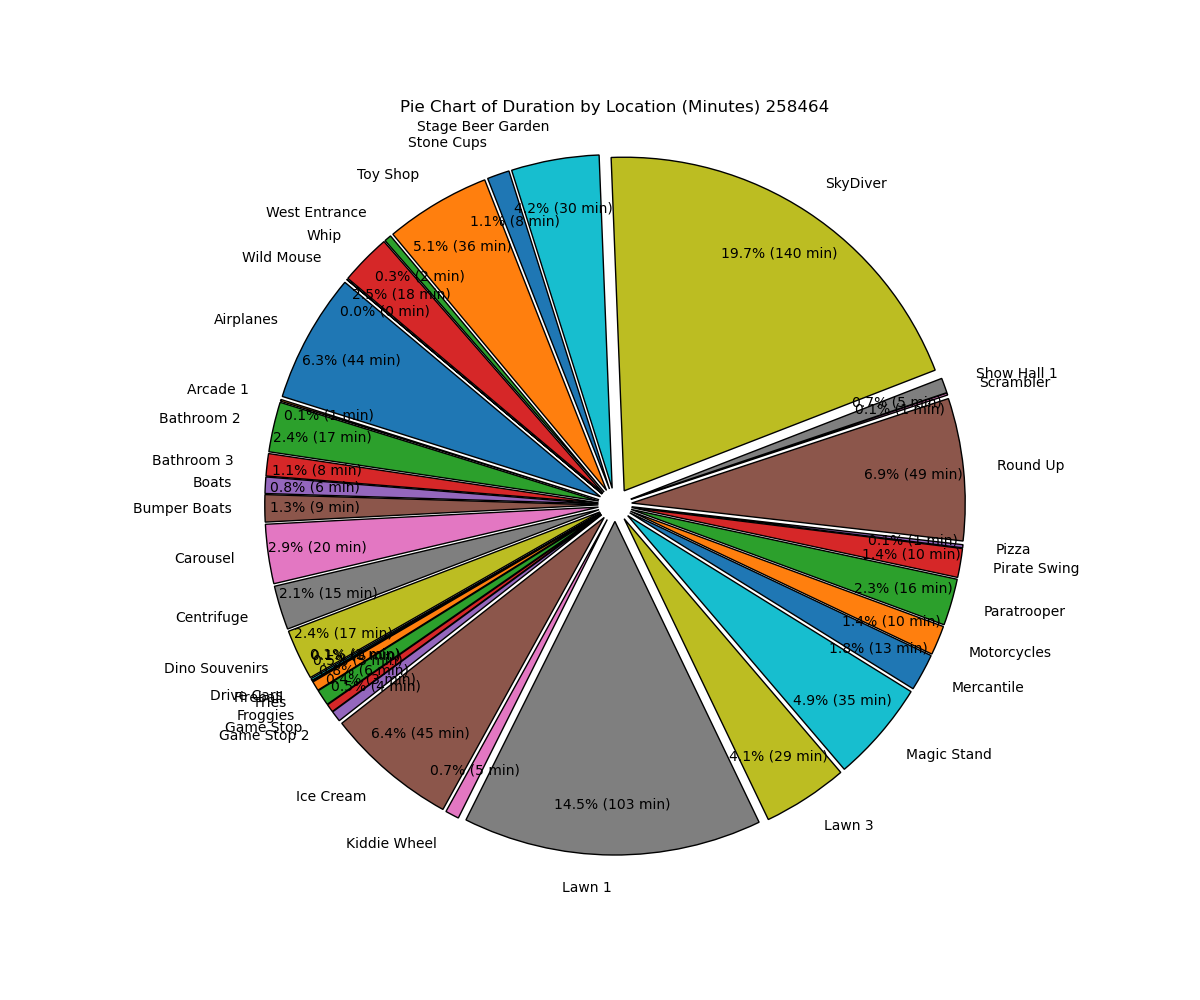 Pie Chart of Duration by Location (Minutes) 258464
Stage Beer Garden
Stone Cups
Toy Shop
West Entrance
Whip
Wild Mouse
Airplanes
Arcade 1
Bathroom 2
Bathroom 3
Boats
Bumper Boats
Carousel
Centrifuge
Dino Souvenirs
Froggies
Game Stop
Game Stop 2
Ice Cream
Kiddie Wheel
Lawn 1
Lawn 3
Magic Stand
Mercantile
Motorcycles
Paratrooper
Pirate Swing
Pizza
Round Up
Scrambler
Show Hall 1
SkyDiver
4.2% (30 min)
1.1% (8 min)
5.1% (36 min)
0.3% (2 min)
2.5% (18 min)
0.0% (0 min)
6.3% (44 min)
0.1% (1 min)
2.4% (17 min)
1.1% (8 min)
0.8% (6 min)
1.3% (9 min)
2.9% (20 min)
2.1% (15 min)
2.4% (17 min)
0.5% (4 min)
6.4% (45 min)
0.7% (5 min)
14.5% (103 min)
4.1% (29 min)
4.9% (35 min)
1.8% (13 min)
1.4% (10 min)
2.3% (16 min)
1.4% (10 min)
0.1% (1 min)
6.9% (49 min)
0.1% (1 min)
0.7% (5 min)
19.7% (140 min)